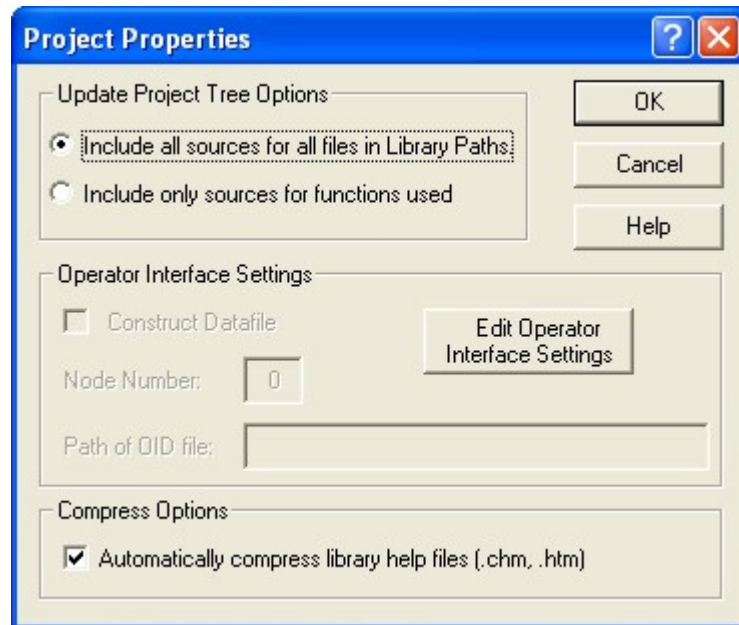 Project Properties
Update Project Tree Options
Include all sources for all files in Library Paths.
Include only sources for functions used
OK
Cancel
Help
Operator Interface Settings
Construct Datafile
Edit Operator
Interface Settings
Node Number:
0
Path of OID file:
Compress Options
Automatically compress library help files (.chm, .htm)